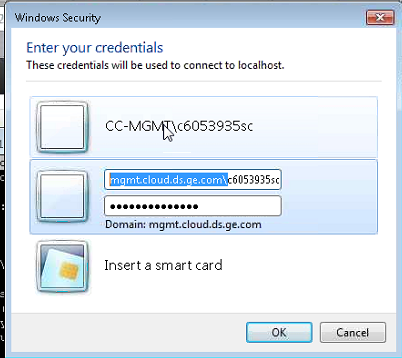 Windows Security
Enter your credentials
These credentials will be used to connect to localhost.
CC-MGMT\c6053935sc
mgmt.cloud.ds.ge.com\c6053935sc
●●●●●●●●●●●●●●
Domain: mgmt.cloud.ds.ge.com
Insert a smart card
OK
Cancel